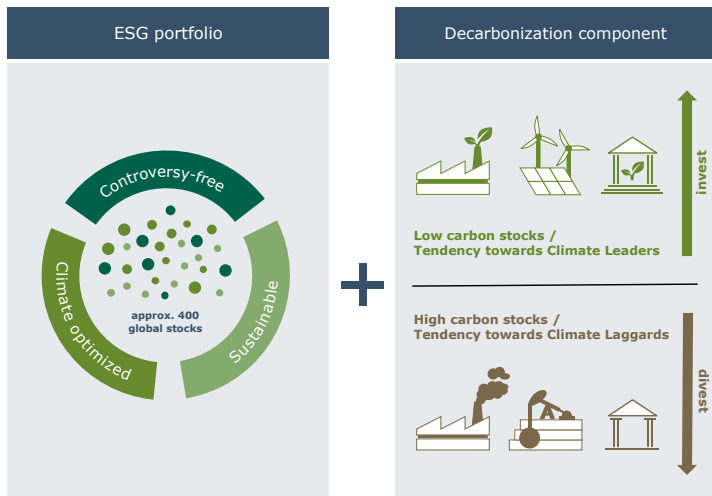 ESG portfolio
Controversy-free
Climate optimized
Sustainable
approx. 400
global stocks
Decarbonization component
invest
Low carbon stocks /
Tendency towards Climate Leaders
High carbon stocks /
Tendency towards Climate Laggards
divest